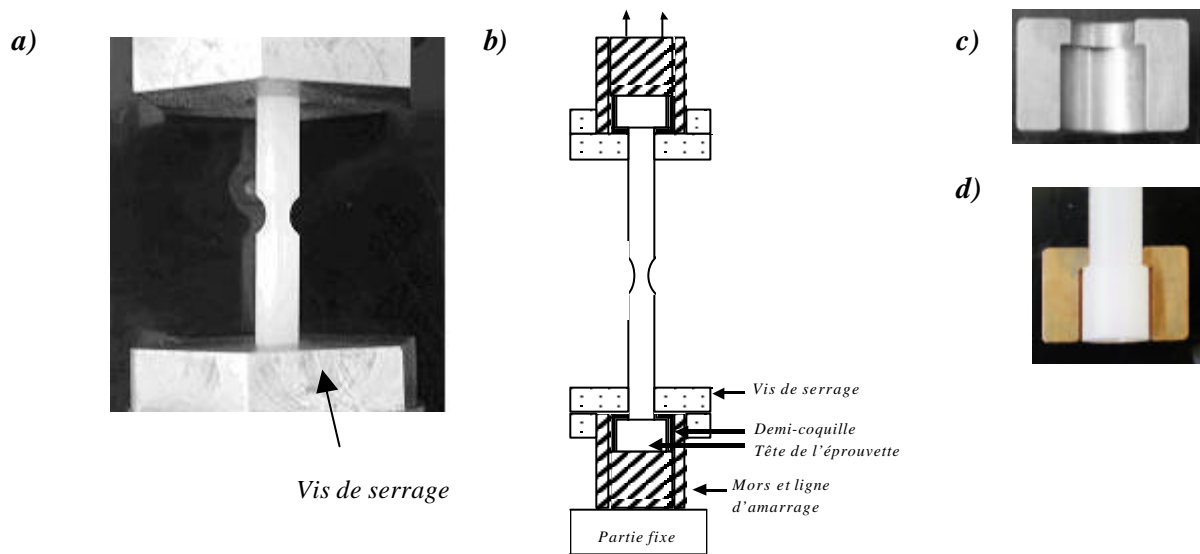 a)
Vis de serrage
b)
Vis de serrage
Demi-coquille
Tête de l'éprouvette
Mors et ligne
d'amarrage
Partie fixe
c)
d)